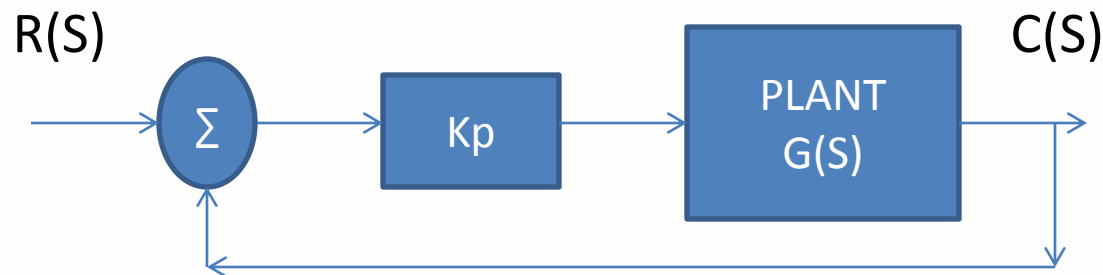 R(S)
C(S)
Σ
Kp
PLANT
G(S)